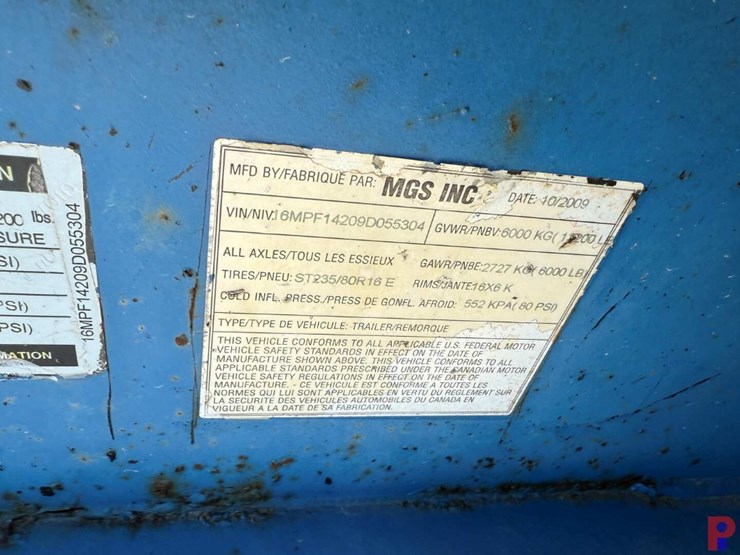 N
200 lbs.
SURE
SI)
PSI)
PSI)
MATION
16MPF14209D055304
MFD BY/FABRIQUE PAR: MGS INC DATE: 10/2009
VIN/NIV: 16MPF14209D055304 GVWR/PNBV: 6000 KG( 13200 LB
ALL AXLES/TOUS LES ESSIEUX GAWR/PNBE: 2727 KG( 6000 LB)
TIRES/PNEU: ST235/80R16 E RIMS/JANTE: 16X6 K
COLD INFL. PRESS/PRESS DE GONFL. AFROID: 552 KPA( 80 PSI)
TYPE/TYPE DE VEHICULE: TRAILER/REMORQUE
THIS VEHICLE CONFORMS TO ALL APPLICABLE U.S. FEDERAL MOTOR
VEHICLE SAFETY STANDARDS IN EFFECT ON THE DATE OF
MANUFACTURE SHOWN ABOVE. THIS VEHICLE CONFORMS TO ALL
APPLICABLE STANDARDS PRESCRIBED UNDER THE CANADIAN MOTOR
VEHICLE SAFETY REGULATIONS IN EFFECT ON THE DATE OF
MANUFACTURE. - CE VEHICULE EST CONFORME A TOUTES LES
NORMES QUI LUI SONT APPLICABLES EN VERTU DU REGLEMENT SUR
LA SECURITE DES VEHICULES AUTOMOBILES DU CANADA EN
VIGUEUR A LA DATE DE SA FABRICATION.